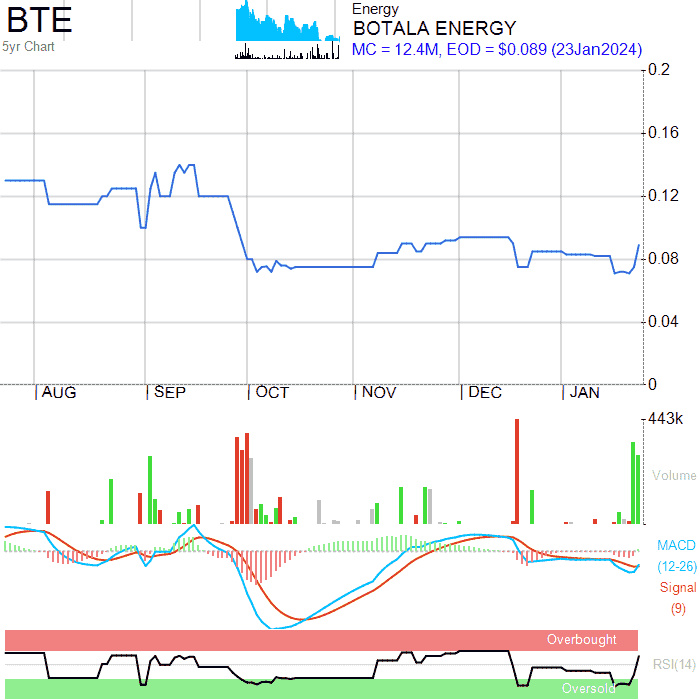 BTE
5yr Chart
Energy
BOTALA ENERGY
MC = 12.4M, EOD = $0.089 (23Jan2024)
0.2
0.16
0.12
0.08
0.04
0
AUG
SEP
OCT
NOV
DEC
JAN
443k
Volume
MACD
(12-26)
Signal
(9)
Overbought
RSI(14)
Oversold